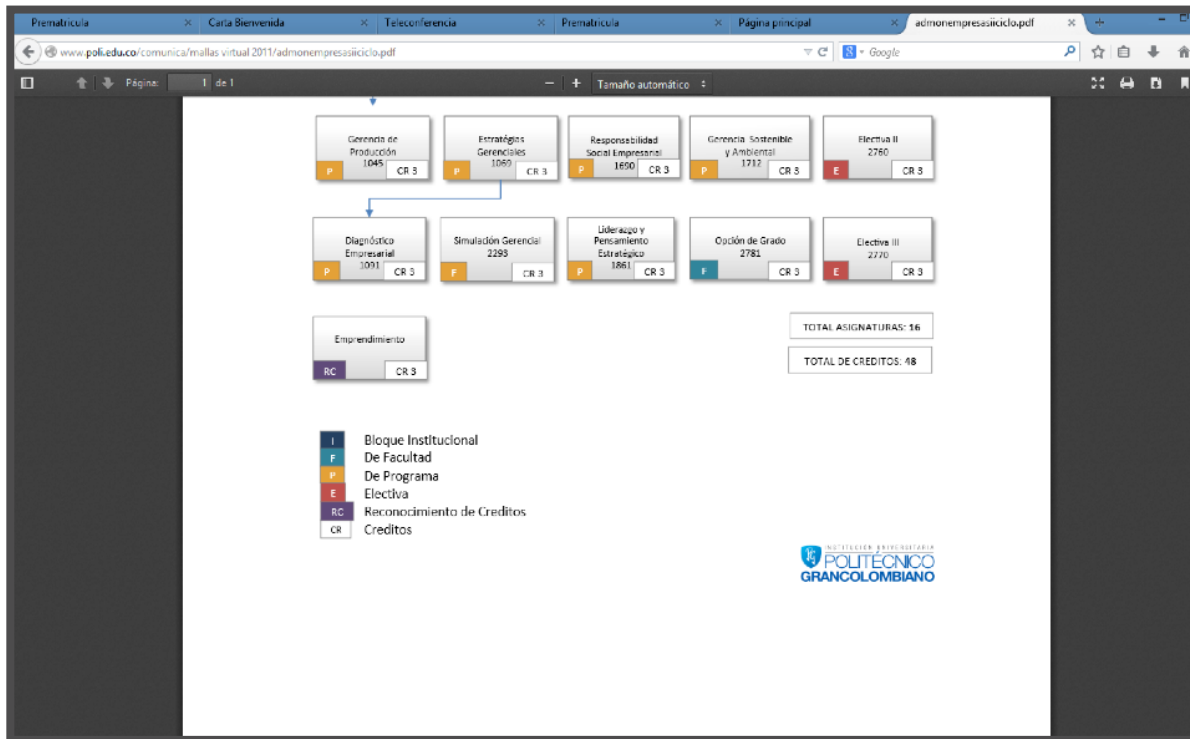 Prematricula
Carta Bienvenida
Teleconferencia
Prematricula
Página principal
admonempresasiiciclo.pdf
www.poli.edu.co/comunica/mallas virtual 2011/admonempresasiiciclo.pdf
Google
Página:
1 de 1
Tamaño automático
Gerencia de
Producción
1045
P
CR 3
Estratégias
Gerenciales
1069
P
CR 3
Responsabilidad
Social Empresarial
1690
P
CR 3
Gerencia Sostenible
y Ambiental
1712
P
CR 3
Electiva II
2760
E
CR 3
Diagnóstico
Empresarial
1091
P
CR 3
Simulación Gerencial
2293
F
CR 3
Liderazgo y
Pensamiento
Estratégico
1861
P
CR 3
Opción de Grado
2781
F
CR 3
Electiva III
2770
E
CR 3
Emprendimiento
RC
CR 3
TOTAL ASIGNATURAS: 16
TOTAL DE CREDITOS: 48
I Bloque Institucional
F De Facultad
P De Programa
E Electiva
RC Reconocimiento de Creditos
CR Creditos
INSTITUCIÓN UNIVERSITARIA
POLITÉCNICO
GRANCOLOMBIANO